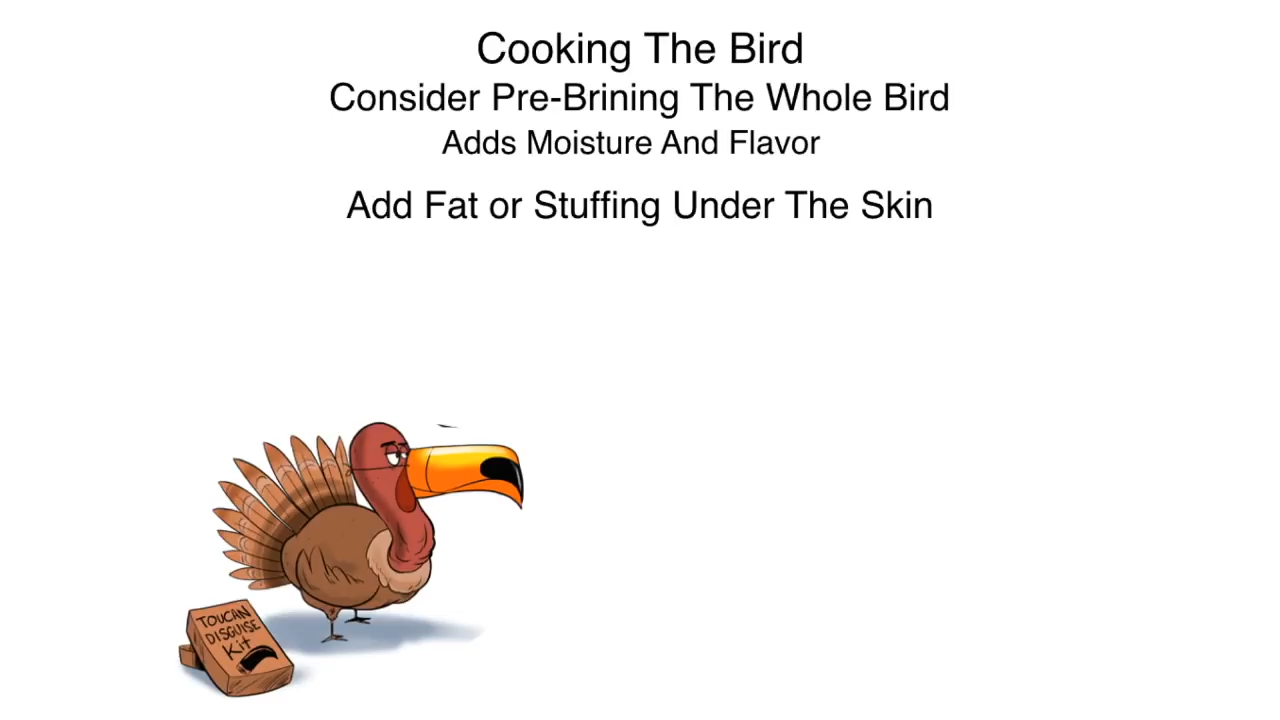 Cooking The Bird
Consider Pre-Brining The Whole Bird
Adds Moisture And Flavor
Add Fat or Stuffing Under The Skin
TOUCAN
DISGUISE
Kit